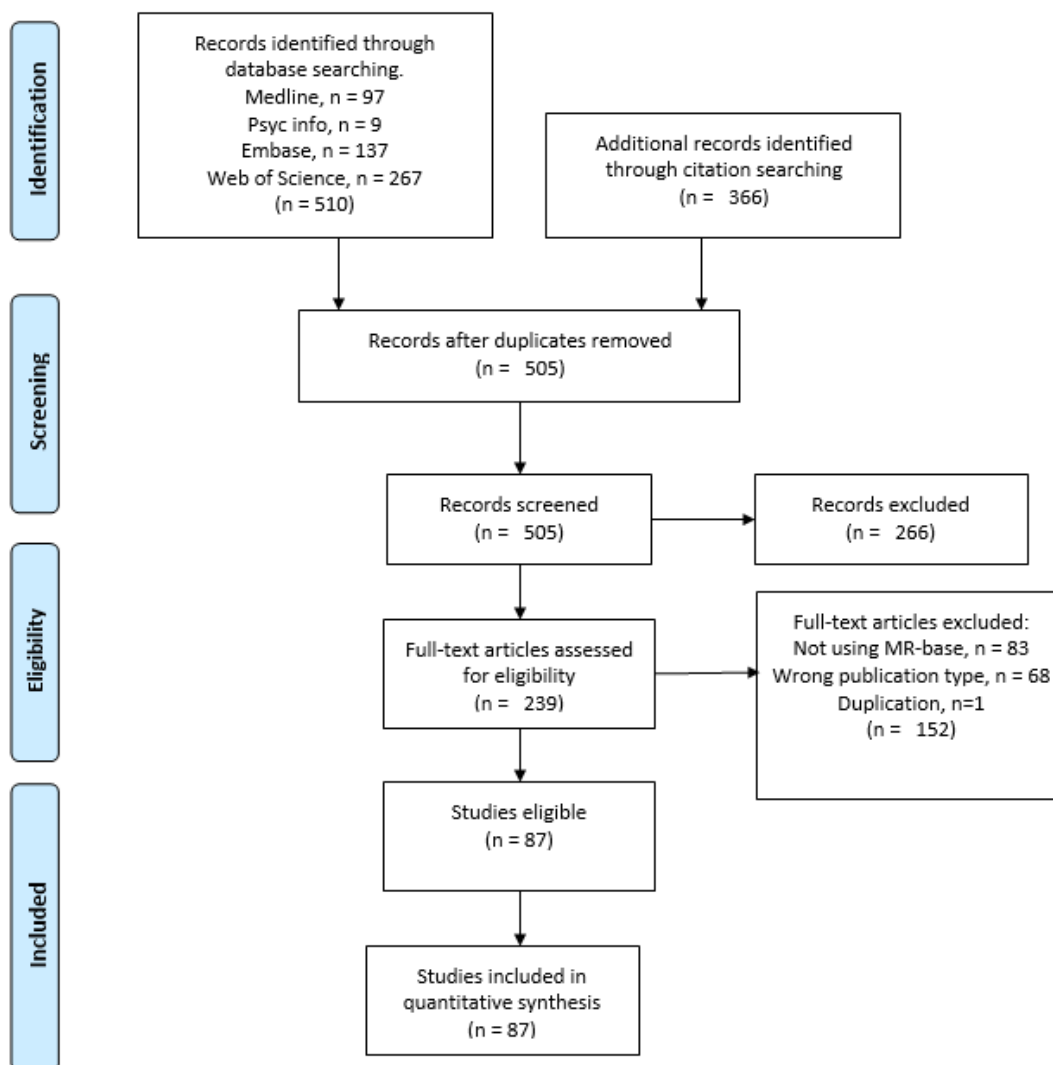 Identification
Records identified through
database searching.
Medline, n = 97
Psyc info, n = 9
Embase, n = 137
Web of Science, n = 267
(n = 510)
Additional records identified
through citation searching
(n = 366)
Screening
Records after duplicates removed
(n = 505)
Records screened
(n = 505)
Records excluded
(n = 266)
Eligibility
Full-text articles assessed
for eligibility
(n = 239)
Full-text articles excluded:
Not using MR-base, n = 83
Wrong publication type, n = 68
Duplication, n=1
(n = 152)
Included
Studies eligible
(n = 87)
Studies included in
quantitative synthesis
(n = 87)